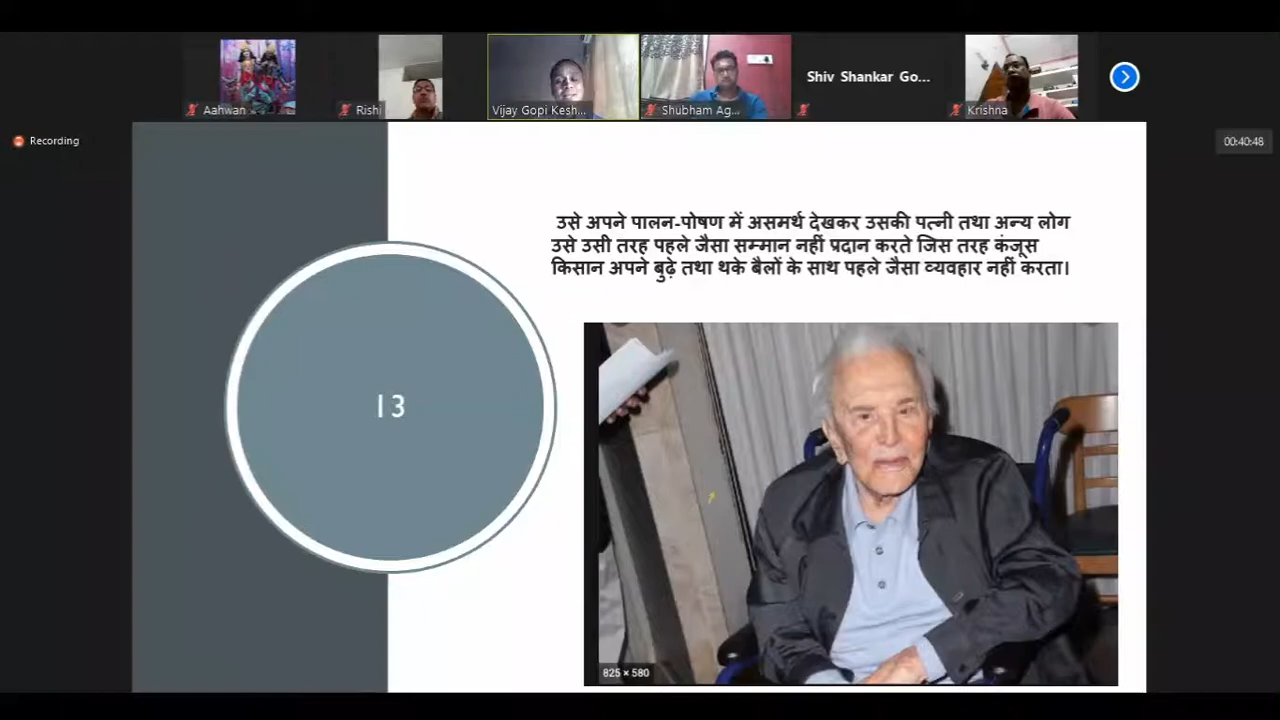 Aahwan
Rishi
Vijay Gopi Kesh...
Shubham Ag...
Shiv Shankar Go...
Krishna
Recording
00:40:48
उसे अपने पालन-पोषण में असमर्थ देखकर उसकी पत्नी तथा अन्य लोग
उसे उसी तरह पहले जैसा सम्मान नहीं प्रदान करते जिस तरह कंजूस
किसान अपने बुढ़े तथा थके बैलों के साथ पहले जैसा व्यवहार नहीं करता।
13
825 × 580